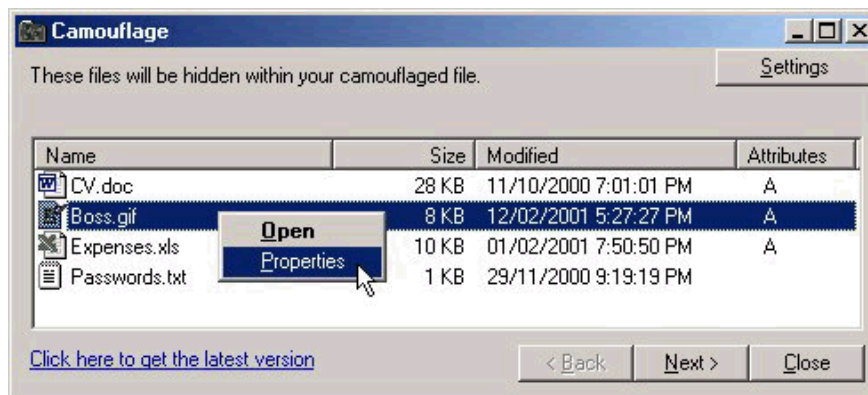 Camouflage
These files will be hidden within your camouflaged file.
Settings
Name Size Modified Attributes
CV.doc 28 KB 11/10/2000 7:01:01 PM A
Boss.gif 8 KB 12/02/2001 5:27:27 PM A
Open
Expenses.xls 10 KB 01/02/2001 7:50:50 PM A
Properties
Passwords.txt 1 KB 29/11/2000 9:19:19 PM
Click here to get the latest version
< Back Next > Close